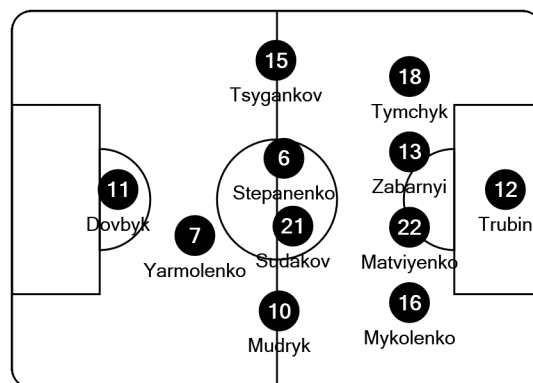 15
Tsygankov
18
Tymchyk
6
Stepanenko
13
Zabarnyi
11
Dovbyk
12
Trubin
7
Yarmolenko
21
Sudakov
22
Matviyenko
10
Mudryk
16
Mykolenko